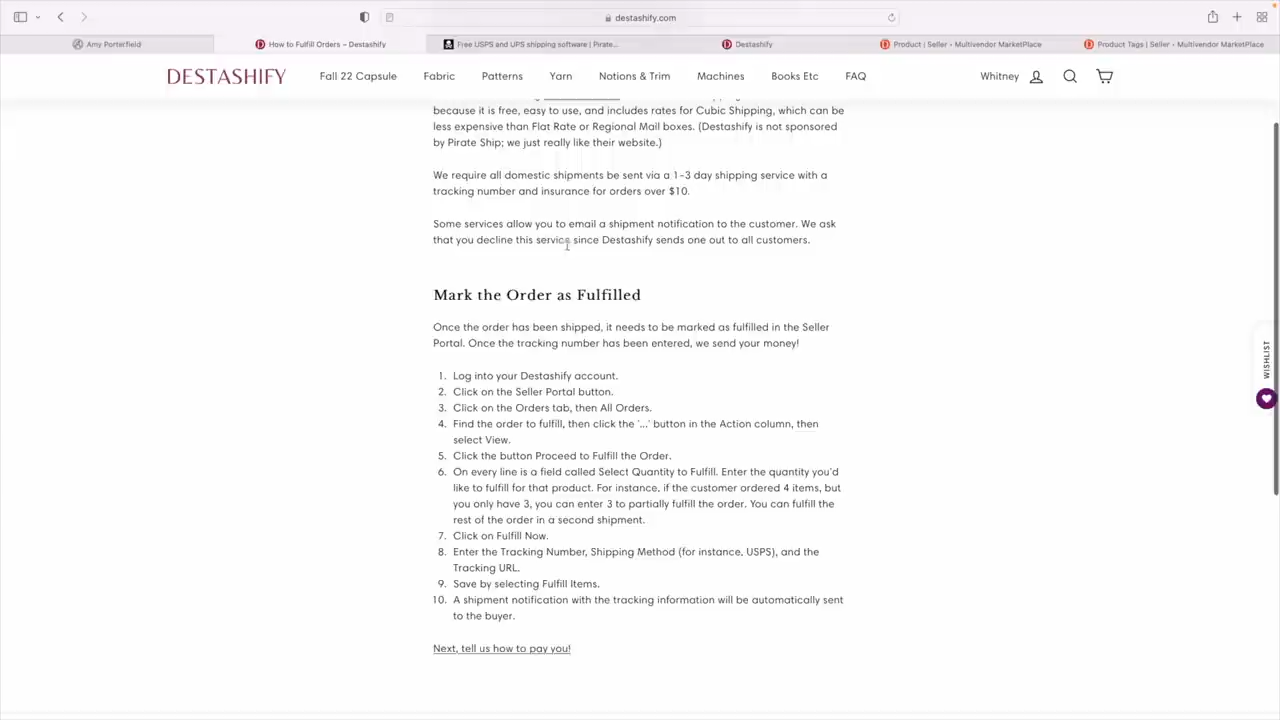 destashify.com
Amy Porterfield
How to Fulfill Orders – Destashify
Free USPS and UPS shipping software | Pirate...
Destashify
Product | Seller - Multivendor MarketPlace
Product Tags | Seller - Multivendor MarketPlace
DESTASHIFY
Fall 22 Capsule
Fabric
Patterns
Yarn
Notions & Trim
Machines
Books Etc
FAQ
Whitney
because it is free, easy to use, and includes rates for Cubic Shipping, which can be
less expensive than Flat Rate or Regional Mail boxes. (Destashify is not sponsored
by Pirate Ship; we just really like their website.)
We require all domestic shipments be sent via a 1-3 day shipping service with a
tracking number and insurance for orders over $10.
Some services allow you to email a shipment notification to the customer. We ask
that you decline this service since Destashify sends one out to all customers.
Mark the Order as Fulfilled
Once the order has been shipped, it needs to be marked as fulfilled in the Seller
Portal. Once the tracking number has been entered, we send your money!
1. Log into your Destashify account.
2. Click on the Seller Portal button.
3. Click on the Orders tab, then All Orders.
4. Find the order to fulfill, then click the '...' button in the Action column, then
select View.
5. Click the button Proceed to Fulfill the Order.
6. On every line is a field called Select Quantity to Fulfill. Enter the quantity you'd
like to fulfill for that product. For instance, if the customer ordered 4 items, but
you only have 3, you can enter 3 to partially fulfill the order. You can fulfill the
rest of the order in a second shipment.
7. Click on Fulfill Now.
8. Enter the Tracking Number, Shipping Method (for instance, USPS), and the
Tracking URL.
9. Save by selecting Fulfill Items.
10. A shipment notification with the tracking information will be automatically sent
to the buyer.
Next, tell us how to pay you!
WISHLIST